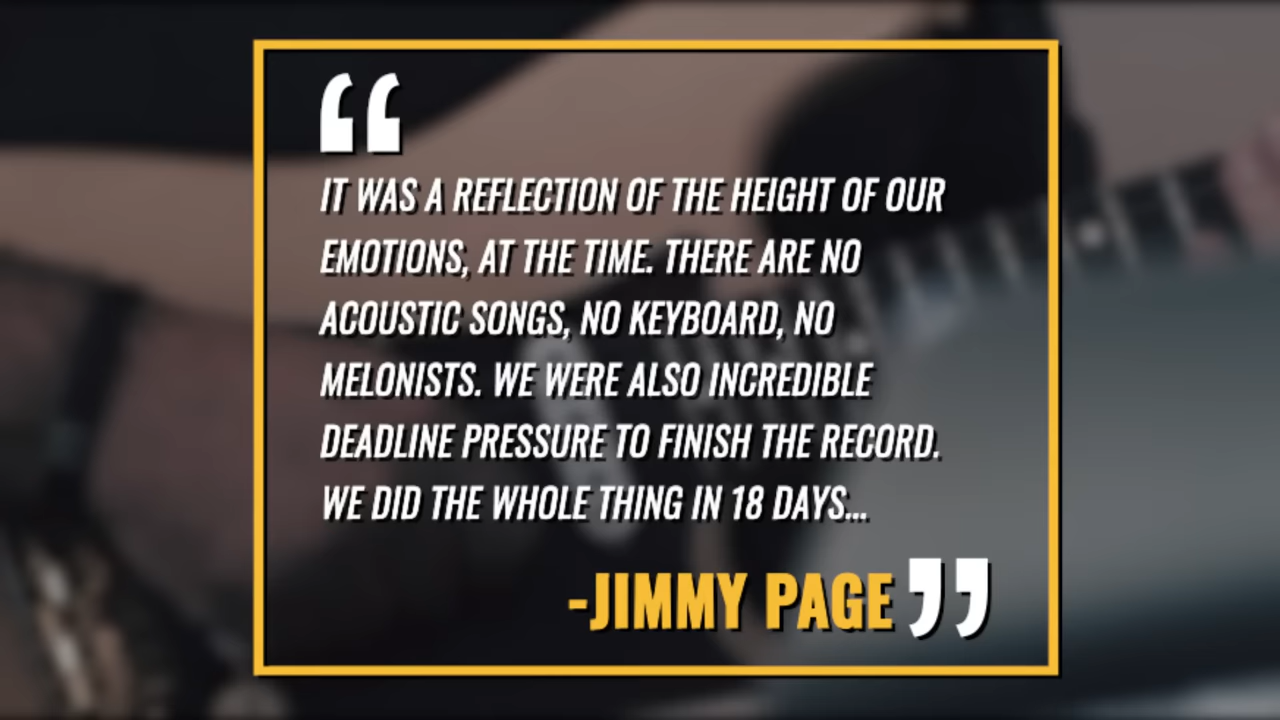 “
IT WAS A REFLECTION OF THE HEIGHT OF OUR
EMOTIONS, AT THE TIME. THERE ARE NO
ACOUSTIC SONGS, NO KEYBOARD, NO
MELONISTS. WE WERE ALSO INCREDIBLE
DEADLINE PRESSURE TO FINISH THE RECORD.
WE DID THE WHOLE THING IN 18 DAYS...
-JIMMY PAGE ”